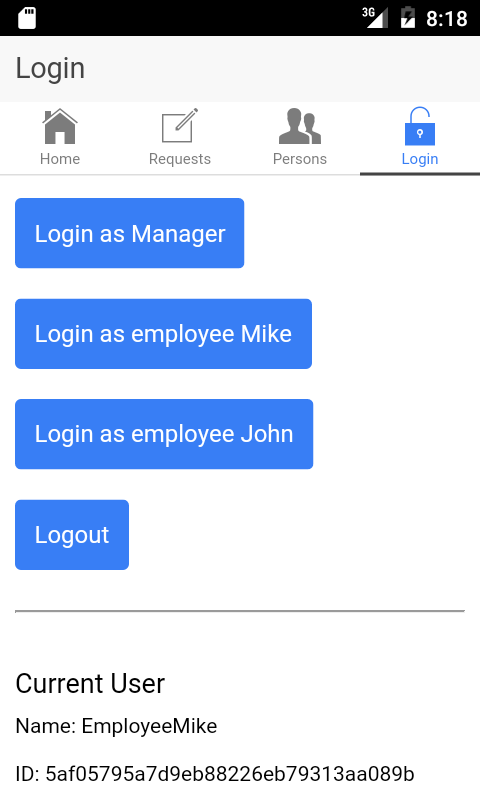 3G 8:18
Login
Home Requests Persons Login
Login as Manager
Login as employee Mike
Login as employee John
Logout
Current User
Name: EmployeeMike
ID: 5af05795a7d9eb88226eb79313aa089b